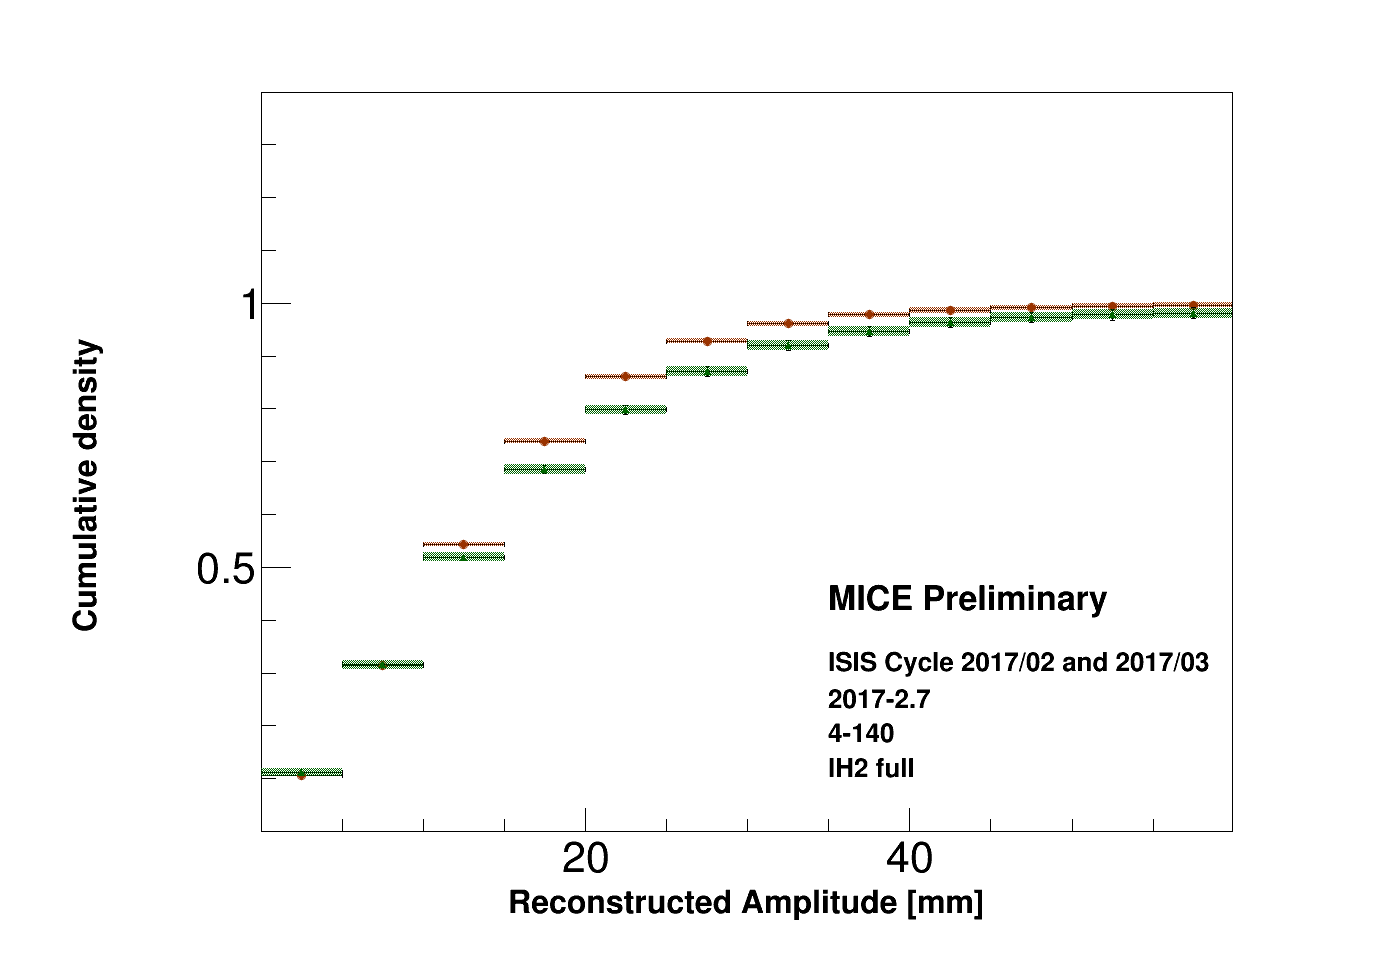 1
0.5
Cumulative density
MICE Preliminary
ISIS Cycle 2017/02 and 2017/03
2017-2.7
4-140
IH2 full
20 40
Reconstructed Amplitude [mm]